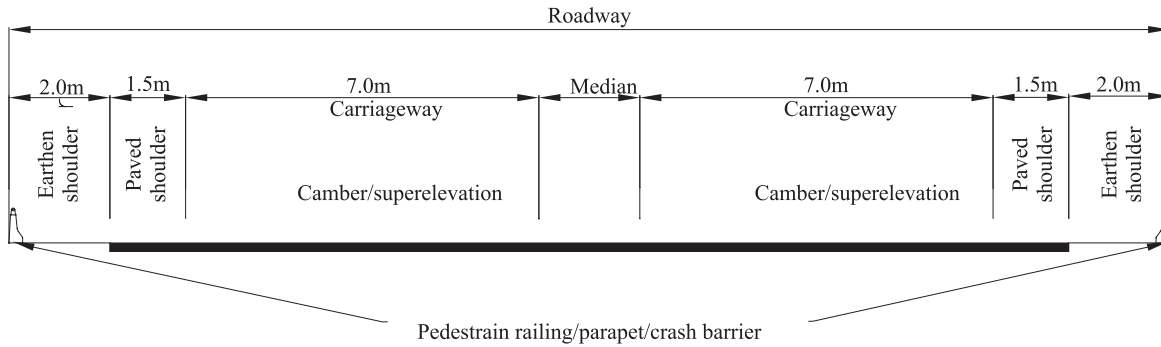 Roadway
2.0m 1.5m 7.0m Median 7.0m 1.5m 2.0m
Carriageway Carriageway
Earthen
shoulder
r
Paved
shoulder
Camber/superelevation
Camber/superelevation
Paved
shoulder
Earthen
shoulder
Pedestrain railing/parapet/crash barrier